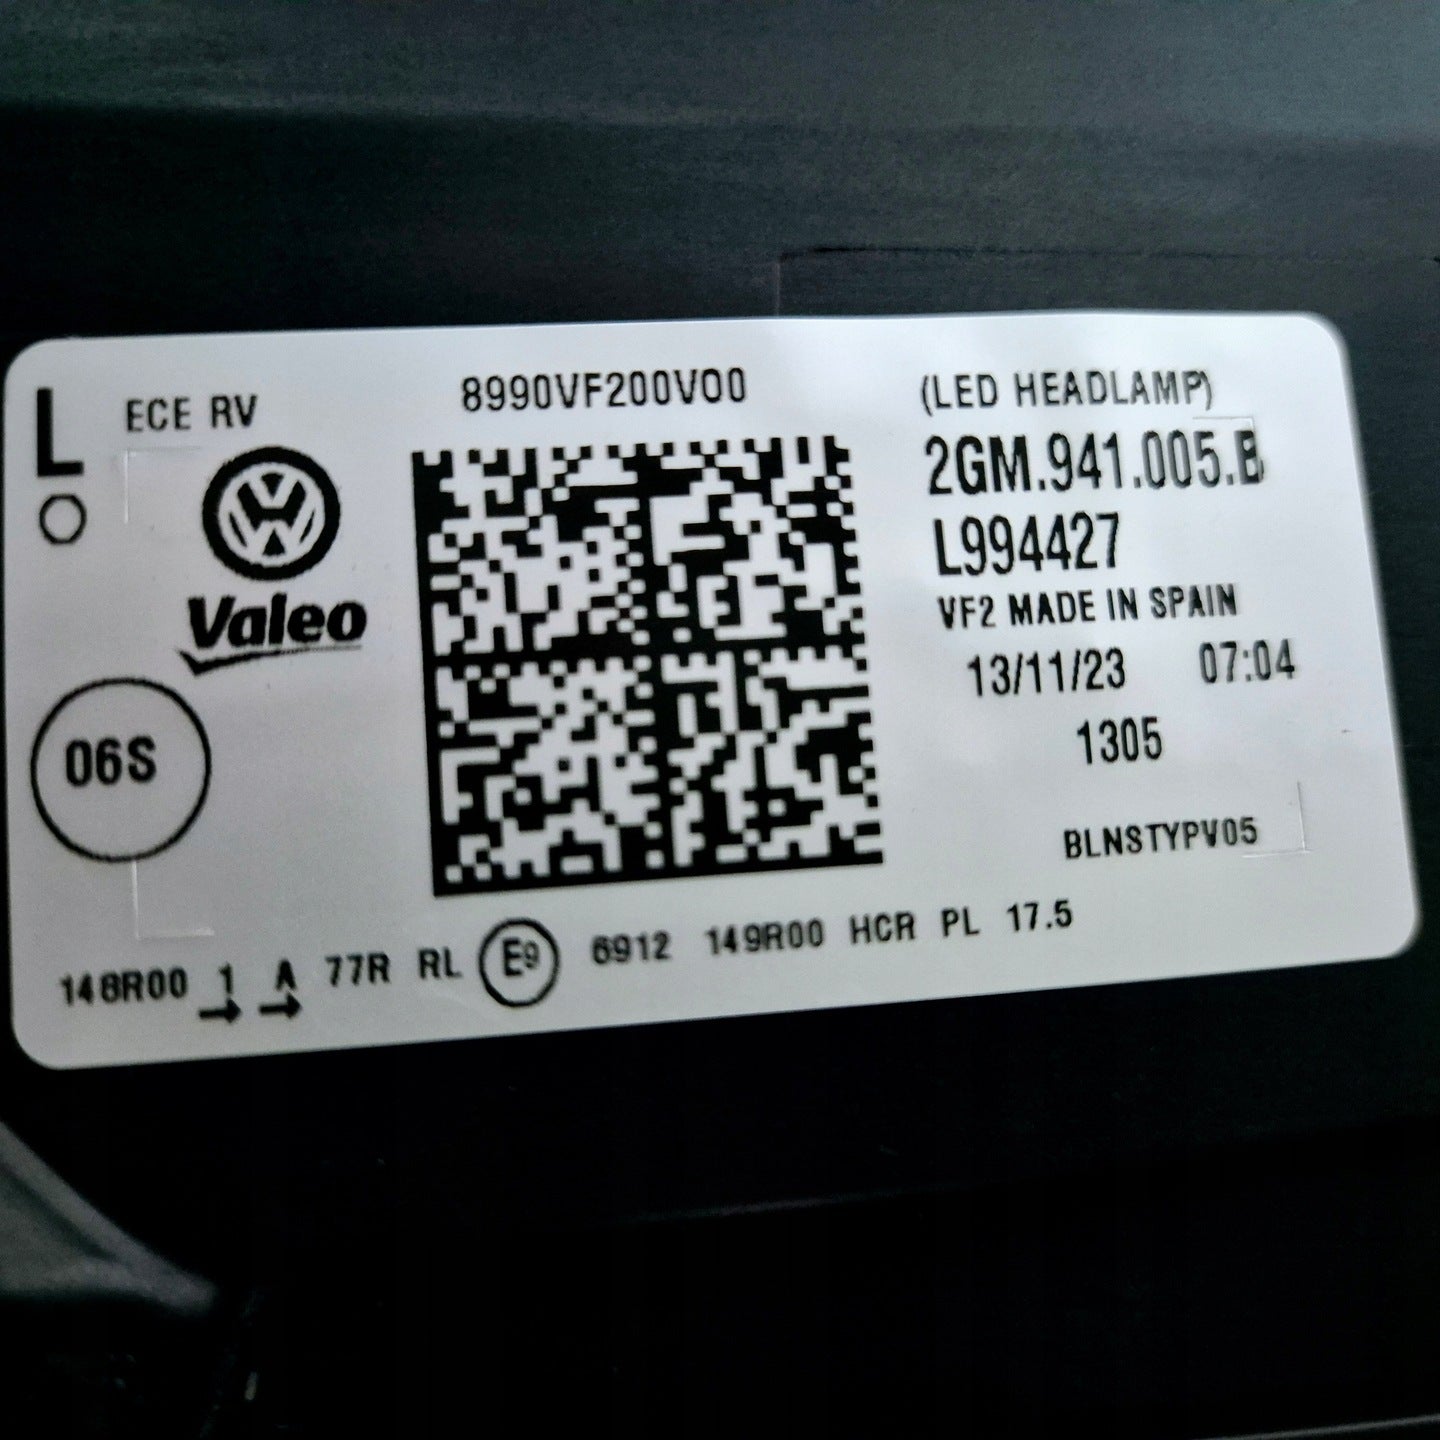 L
ECE RV
8990VF200V00
(LED HEADLAMP)
2GM.941.005.B
L994427
VF2 MADE IN SPAIN
13/11/23 07:04
1305
BLNSTYPV05
Valeo
06S
148R00 1 A 77R RL E9 6912 149R00 HCR PL 17.5